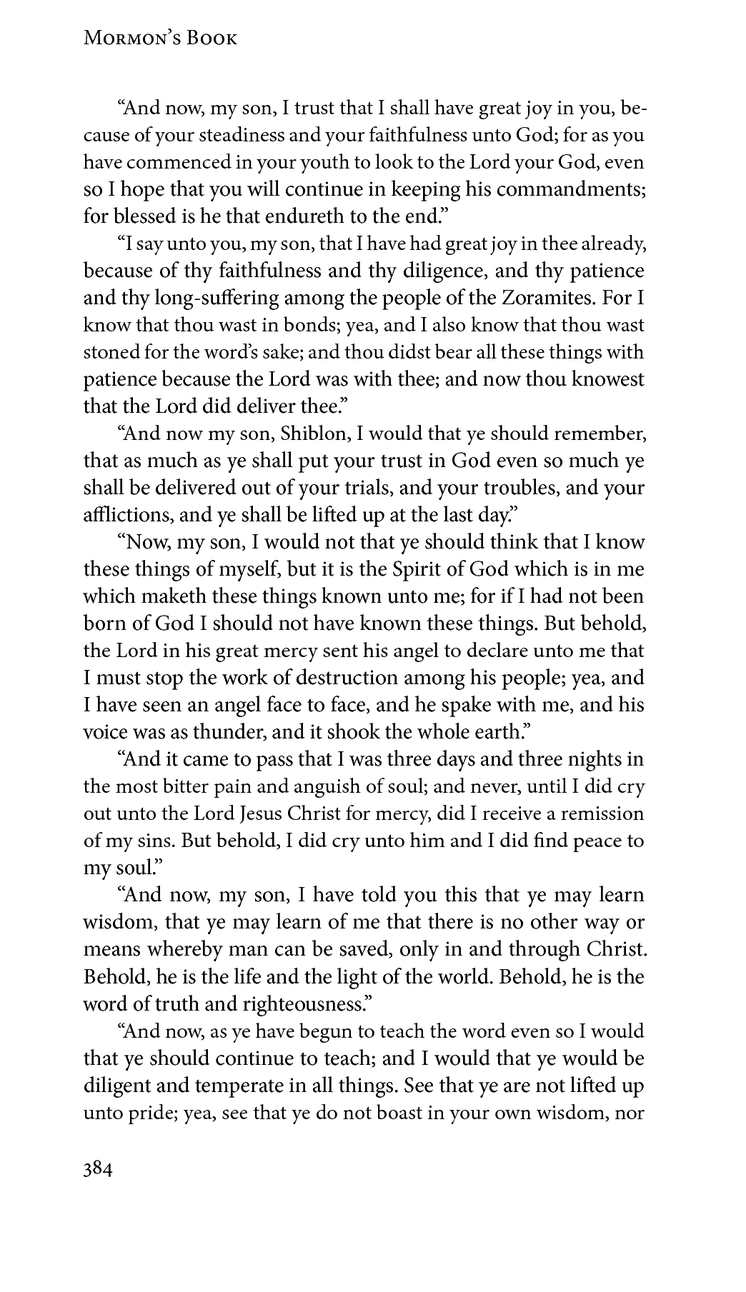 Mormon’s Book
“And now, my son, I trust that I shall have great joy in you, be-
cause of your steadiness and your faithfulness unto God; for as you
have commenced in your youth to look to the Lord your God, even
so I hope that you will continue in keeping his commandments;
for blessed is he that endureth to the end.”
“I say unto you, my son, that I have had great joy in thee already,
because of thy faithfulness and thy diligence, and thy patience
and thy long-suffering among the people of the Zoramites. For I
know that thou wast in bonds; yea, and I also know that thou wast
stoned for the word’s sake; and thou didst bear all these things with
patience because the Lord was with thee; and now thou knowest
that the Lord did deliver thee.”
“And now my son, Shiblon, I would that ye should remember,
that as much as ye shall put your trust in God even so much ye
shall be delivered out of your trials, and your troubles, and your
afflictions, and ye shall be lifted up at the last day.”
“Now, my son, I would not that ye should think that I know
these things of myself, but it is the Spirit of God which is in me
which maketh these things known unto me; for if I had not been
born of God I should not have known these things. But behold,
the Lord in his great mercy sent his angel to declare unto me that
I must stop the work of destruction among his people; yea, and
I have seen an angel face to face, and he spake with me, and his
voice was as thunder, and it shook the whole earth.”
“And it came to pass that I was three days and three nights in
the most bitter pain and anguish of soul; and never, until I did cry
out unto the Lord Jesus Christ for mercy, did I receive a remission
of my sins. But behold, I did cry unto him and I did find peace to
my soul.”
“And now, my son, I have told you this that ye may learn
wisdom, that ye may learn of me that there is no other way or
means whereby man can be saved, only in and through Christ.
Behold, he is the life and the light of the world. Behold, he is the
word of truth and righteousness.”
“And now, as ye have begun to teach the word even so I would
that ye should continue to teach; and I would that ye would be
diligent and temperate in all things. See that ye are not lifted up
unto pride; yea, see that ye do not boast in your own wisdom, nor
384